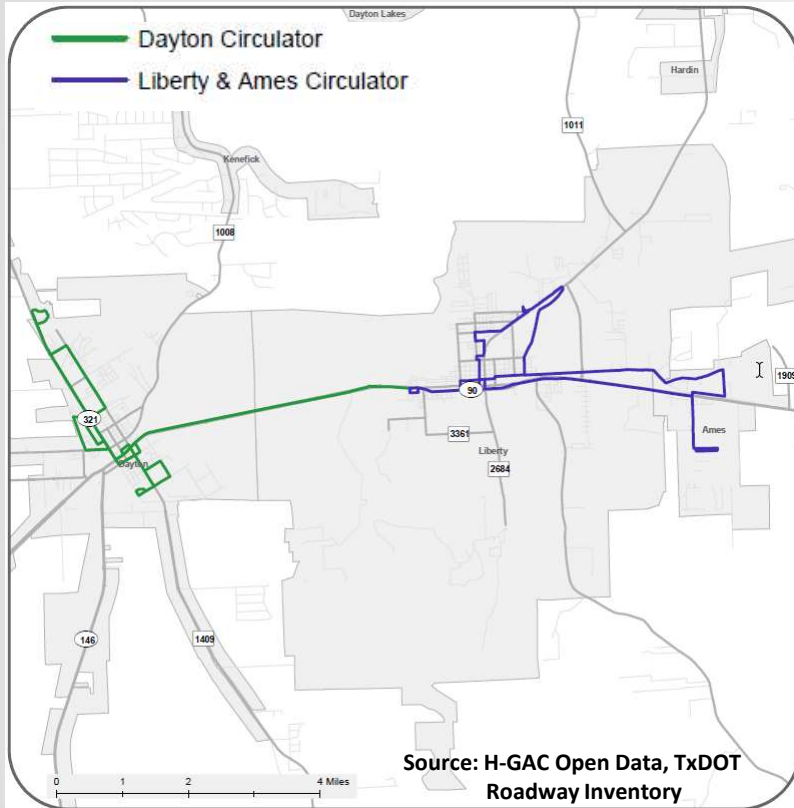 Dayton Lakes
Dayton Circulator
Liberty & Ames Circulator
Hardin
1011
Kenefick
1008
1909
90
321
3361
Ames
Liberty
Dayton
2684
146
1409
Source: H-GAC Open Data, TxDOT
Roadway Inventory
0 1 2 4 Miles